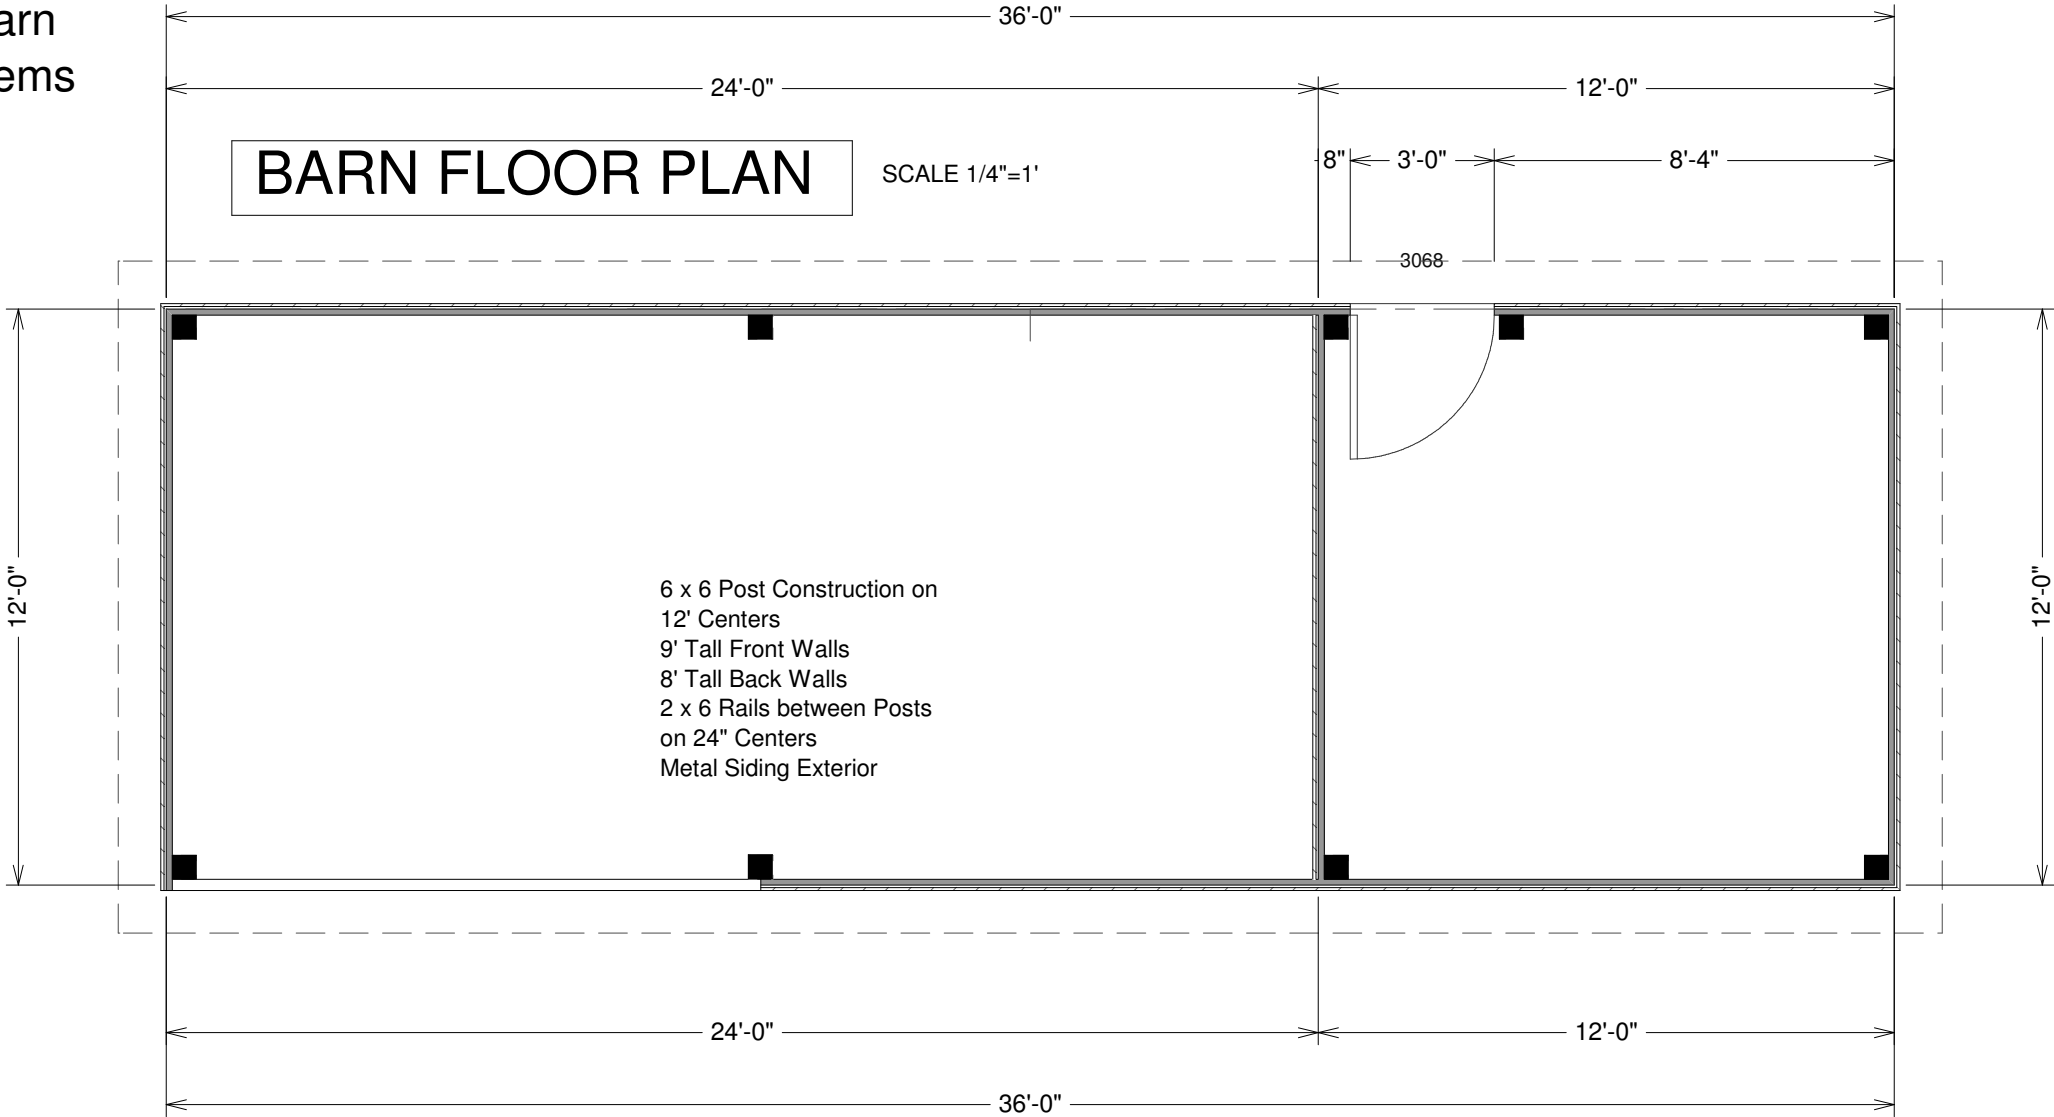 36'-0"
24'-0" 12'-0"
BARN FLOOR PLAN SCALE 1/4"=1'
8" 3'-0" 8'-4"
3068
12'-0"
12'-0"
6 x 6 Post Construction on
12' Centers
9' Tall Front Walls
8' Tall Back Walls
2 x 6 Rails between Posts
on 24" Centers
Metal Siding Exterior
24'-0" 12'-0"
36'-0"